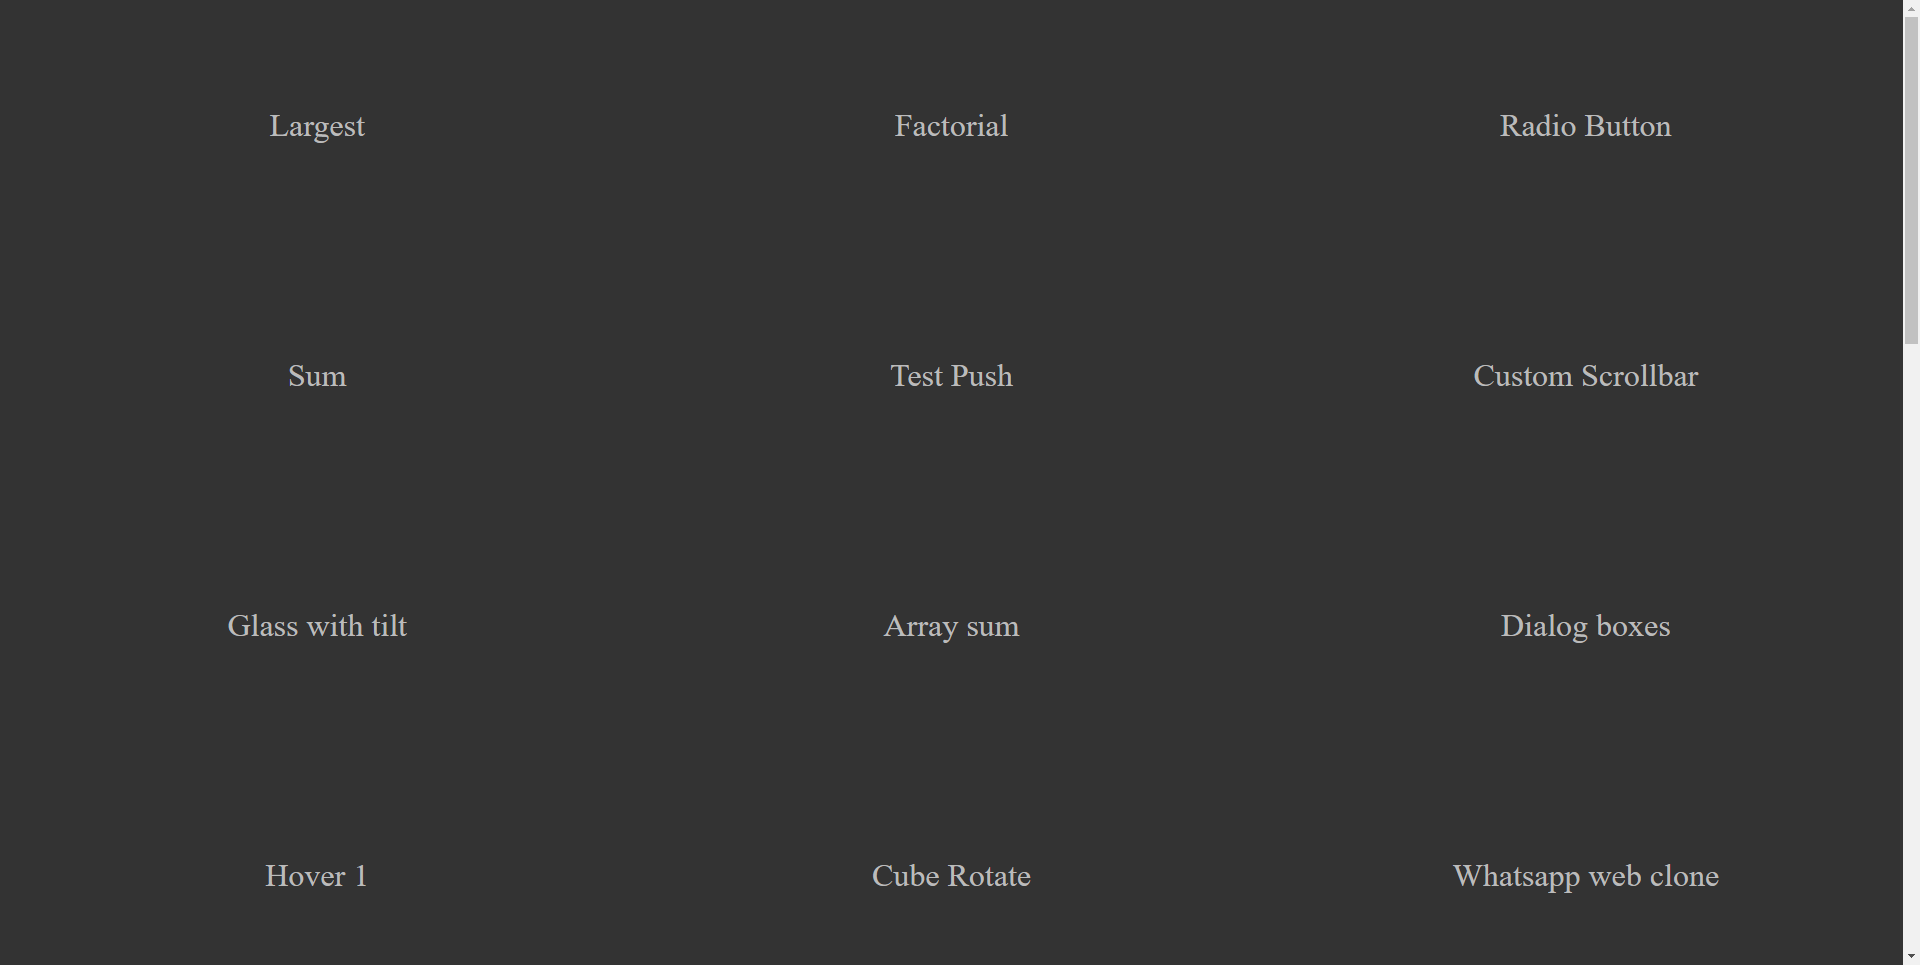 Largest
Factorial
Radio Button
Sum
Test Push
Custom Scrollbar
Glass with tilt
Array sum
Dialog boxes
Hover 1
Cube Rotate
Whatsapp web clone